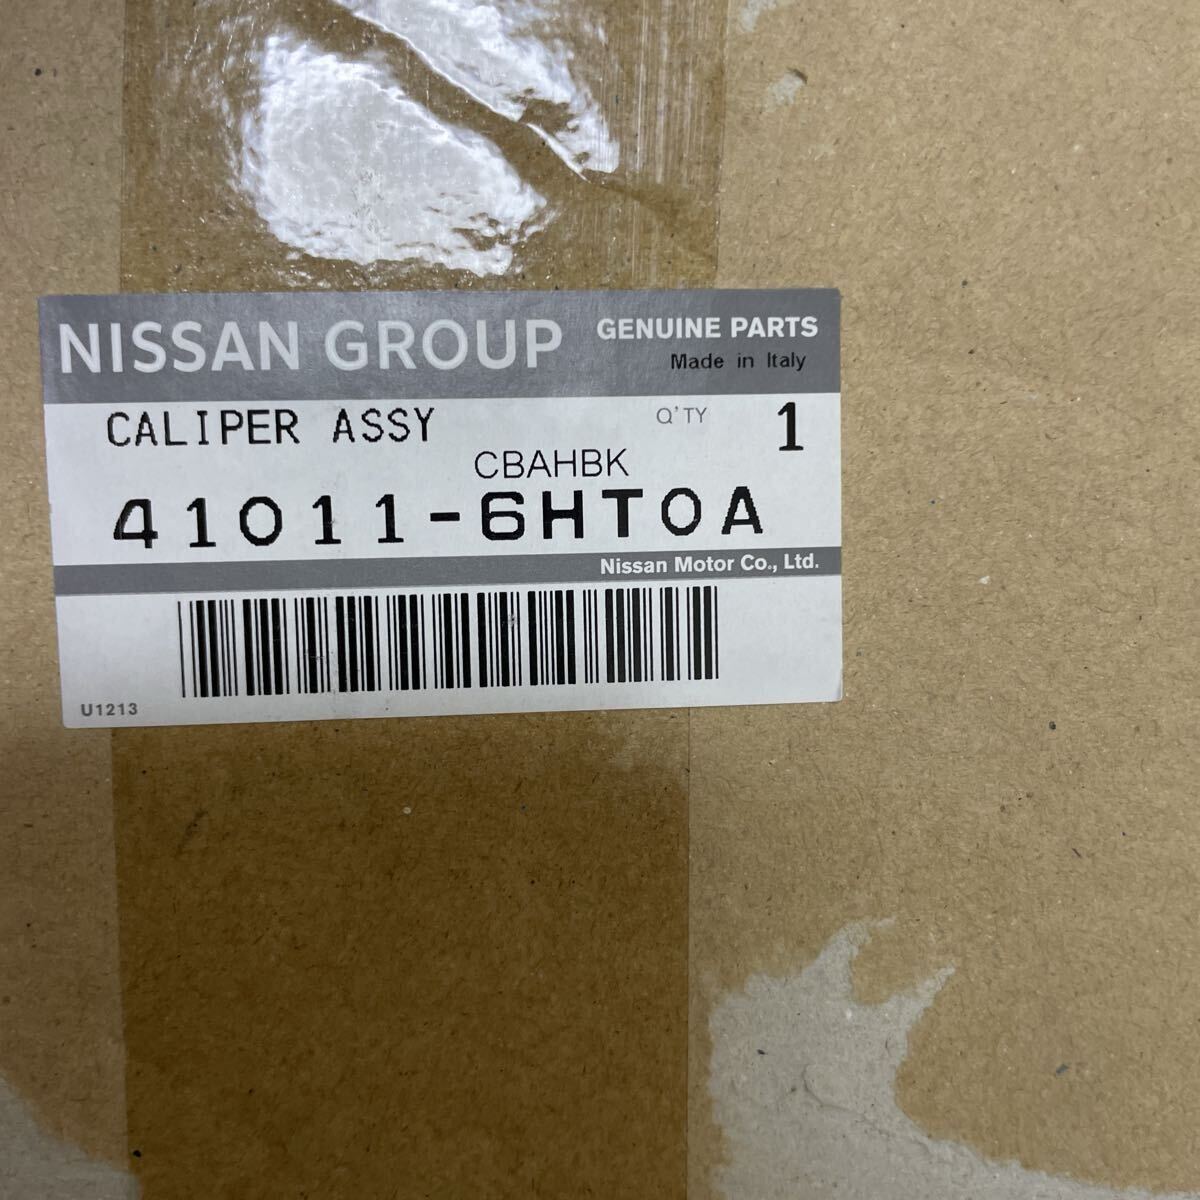 NISSAN GROUP GENUINE PARTS
Made in Italy
CALIPER ASSY Q'TY 1
CBAHBK
41011-6HT0A
Nissan Motor Co., Ltd.
U1213